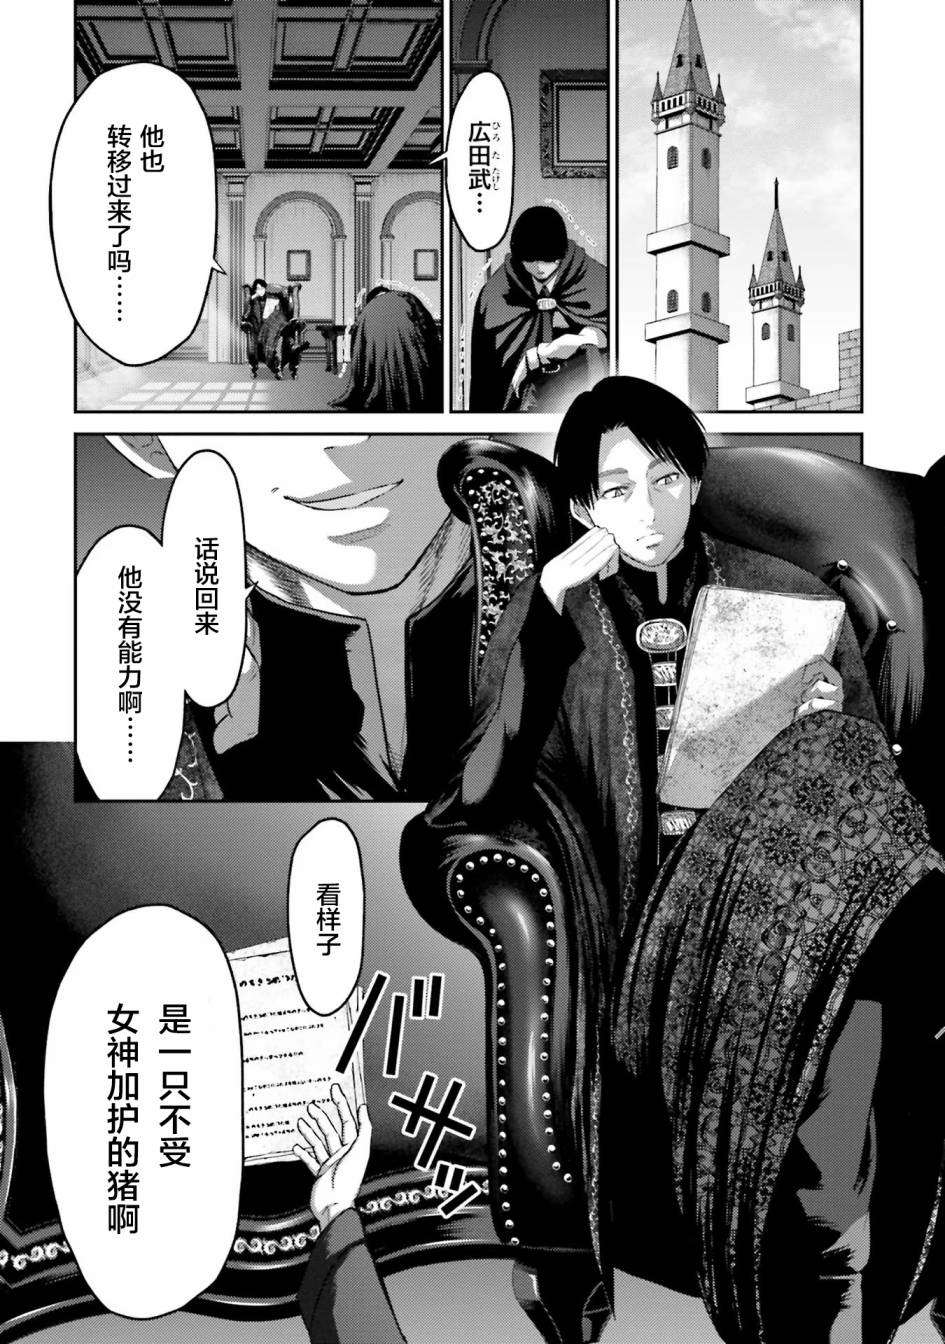 広田武…
ひろ た たけし
他也
转移过来了吗……
话说回来
他没有能力啊……
看样子
是一只不受
女神加护的猪啊
バサッ